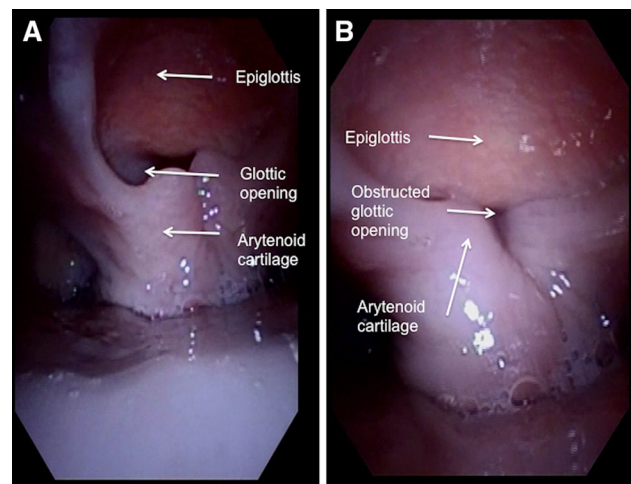 A
Epiglottis
Glottic
opening
Arytenoid
cartilage
B
Epiglottis
Obstructed
glottic
opening
Arytenoid
cartilage